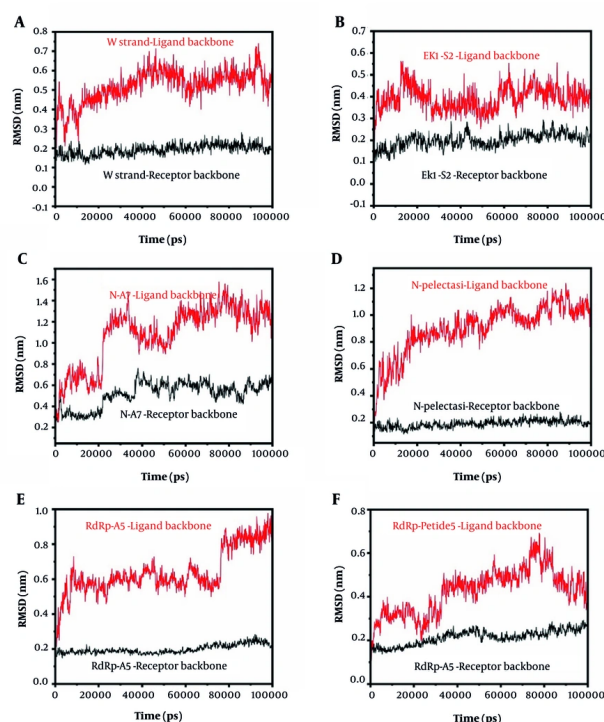 A
W strand-Ligand backbone
RMSD (nm)
0.8
0.7
0.6
0.5
0.4
0.3
0.2
0.1
0.0
-0.1
W strand-Receptor backbone
0 20000 40000 60000 80000 100000
Time (ps)
B
EK1-S2-Ligand backbone
RMSD (nm)
0.7
0.6
0.5
0.4
0.3
0.2
0.1
0.0
-0.1
Ek1-S2-Receptor backbone
0 20000 40000 60000 80000 100000
Time (ps)
C
N-A7-Ligand backbone
RMSD (nm)
1.6
1.4
1.2
1.0
0.8
0.6
0.4
0.2
0.0
N-A7-Receptor backbone
0 20000 40000 60000 80000 100000
Time (ps)
D
N-pelectasi-Ligand backbone
RMSD (nm)
1.4
1.2
1.0
0.8
0.6
0.4
0.2
N-pelectasi-Receptor backbone
0 20000 40000 60000 80000 100000
Time (ps)
E
RdRp-A5-Ligand backbone
RMSD (nm)
1.0
0.8
0.6
0.4
0.2
0.0
RdRp-A5-Receptor backbone
0 20000 40000 60000 80000 100000
Time (ps)
F
RdRp-Petide5-Ligand backbone
RMSD (nm)
0.8
0.6
0.4
0.2
0.0
RdRp-A5-Receptor backbone
0 20000 40000 60000 80000 100000
Time (ps)